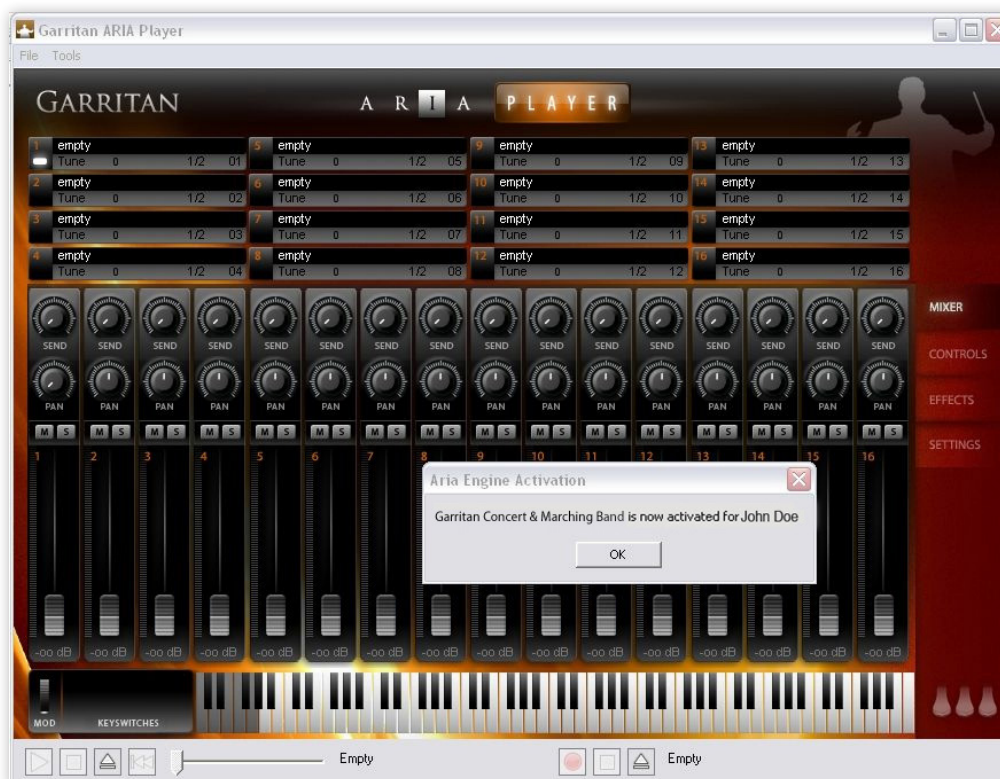 Garritan ARIA Player
File Tools
GARRITAN ARIA PLAYER
1 empty 5 empty 9 empty 13 empty
Tune 0 1/2 01 Tune 0 1/2 05 Tune 0 1/2 09 Tune 0 1/2 13
2 empty 6 empty 10 empty 14 empty
Tune 0 1/2 02 Tune 0 1/2 06 Tune 0 1/2 10 Tune 0 1/2 14
3 empty 7 empty 11 empty 15 empty
Tune 0 1/2 03 Tune 0 1/2 07 Tune 0 1/2 11 Tune 0 1/2 15
4 empty 8 empty 12 empty 16 empty
Tune 0 1/2 04 Tune 0 1/2 08 Tune 0 1/2 12 Tune 0 1/2 16
MIXER
SEND SEND SEND SEND SEND SEND SEND SEND SEND SEND SEND SEND SEND SEND SEND SEND
CONTROLS
EFFECTS
PAN PAN PAN PAN PAN PAN PAN PAN PAN PAN PAN PAN PAN PAN PAN PAN
M S M S M S M S M S M S M S M S M S M S M S M S M S M S M S M S
SETTINGS
1 2 3 4 5 6 7 8 9 10 11 12 13 14 15 16
Aria Engine Activation
Garritan Concert & Marching Band is now activated for John Doe
OK
-oo dB -oo dB -oo dB -oo dB -oo dB -oo dB -oo dB -oo dB -oo dB -oo dB -oo dB -oo dB -oo dB -oo dB -oo dB -oo dB
MOD KEYSWITCHES
Empty Empty